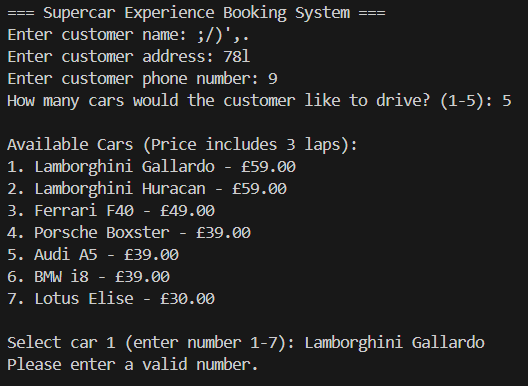 === Supercar Experience Booking System ===
Enter customer name: ;/)',.
Enter customer address: 78l
Enter customer phone number: 9
How many cars would the customer like to drive? (1-5): 5
Available Cars (Price includes 3 laps):
1. Lamborghini Gallardo - £59.00
2. Lamborghini Huracan - £59.00
3. Ferrari F40 - £49.00
4. Porsche Boxster - £39.00
5. Audi A5 - £39.00
6. BMW i8 - £39.00
7. Lotus Elise - £30.00
Select car 1 (enter number 1-7): Lamborghini Gallardo
Please enter a valid number.